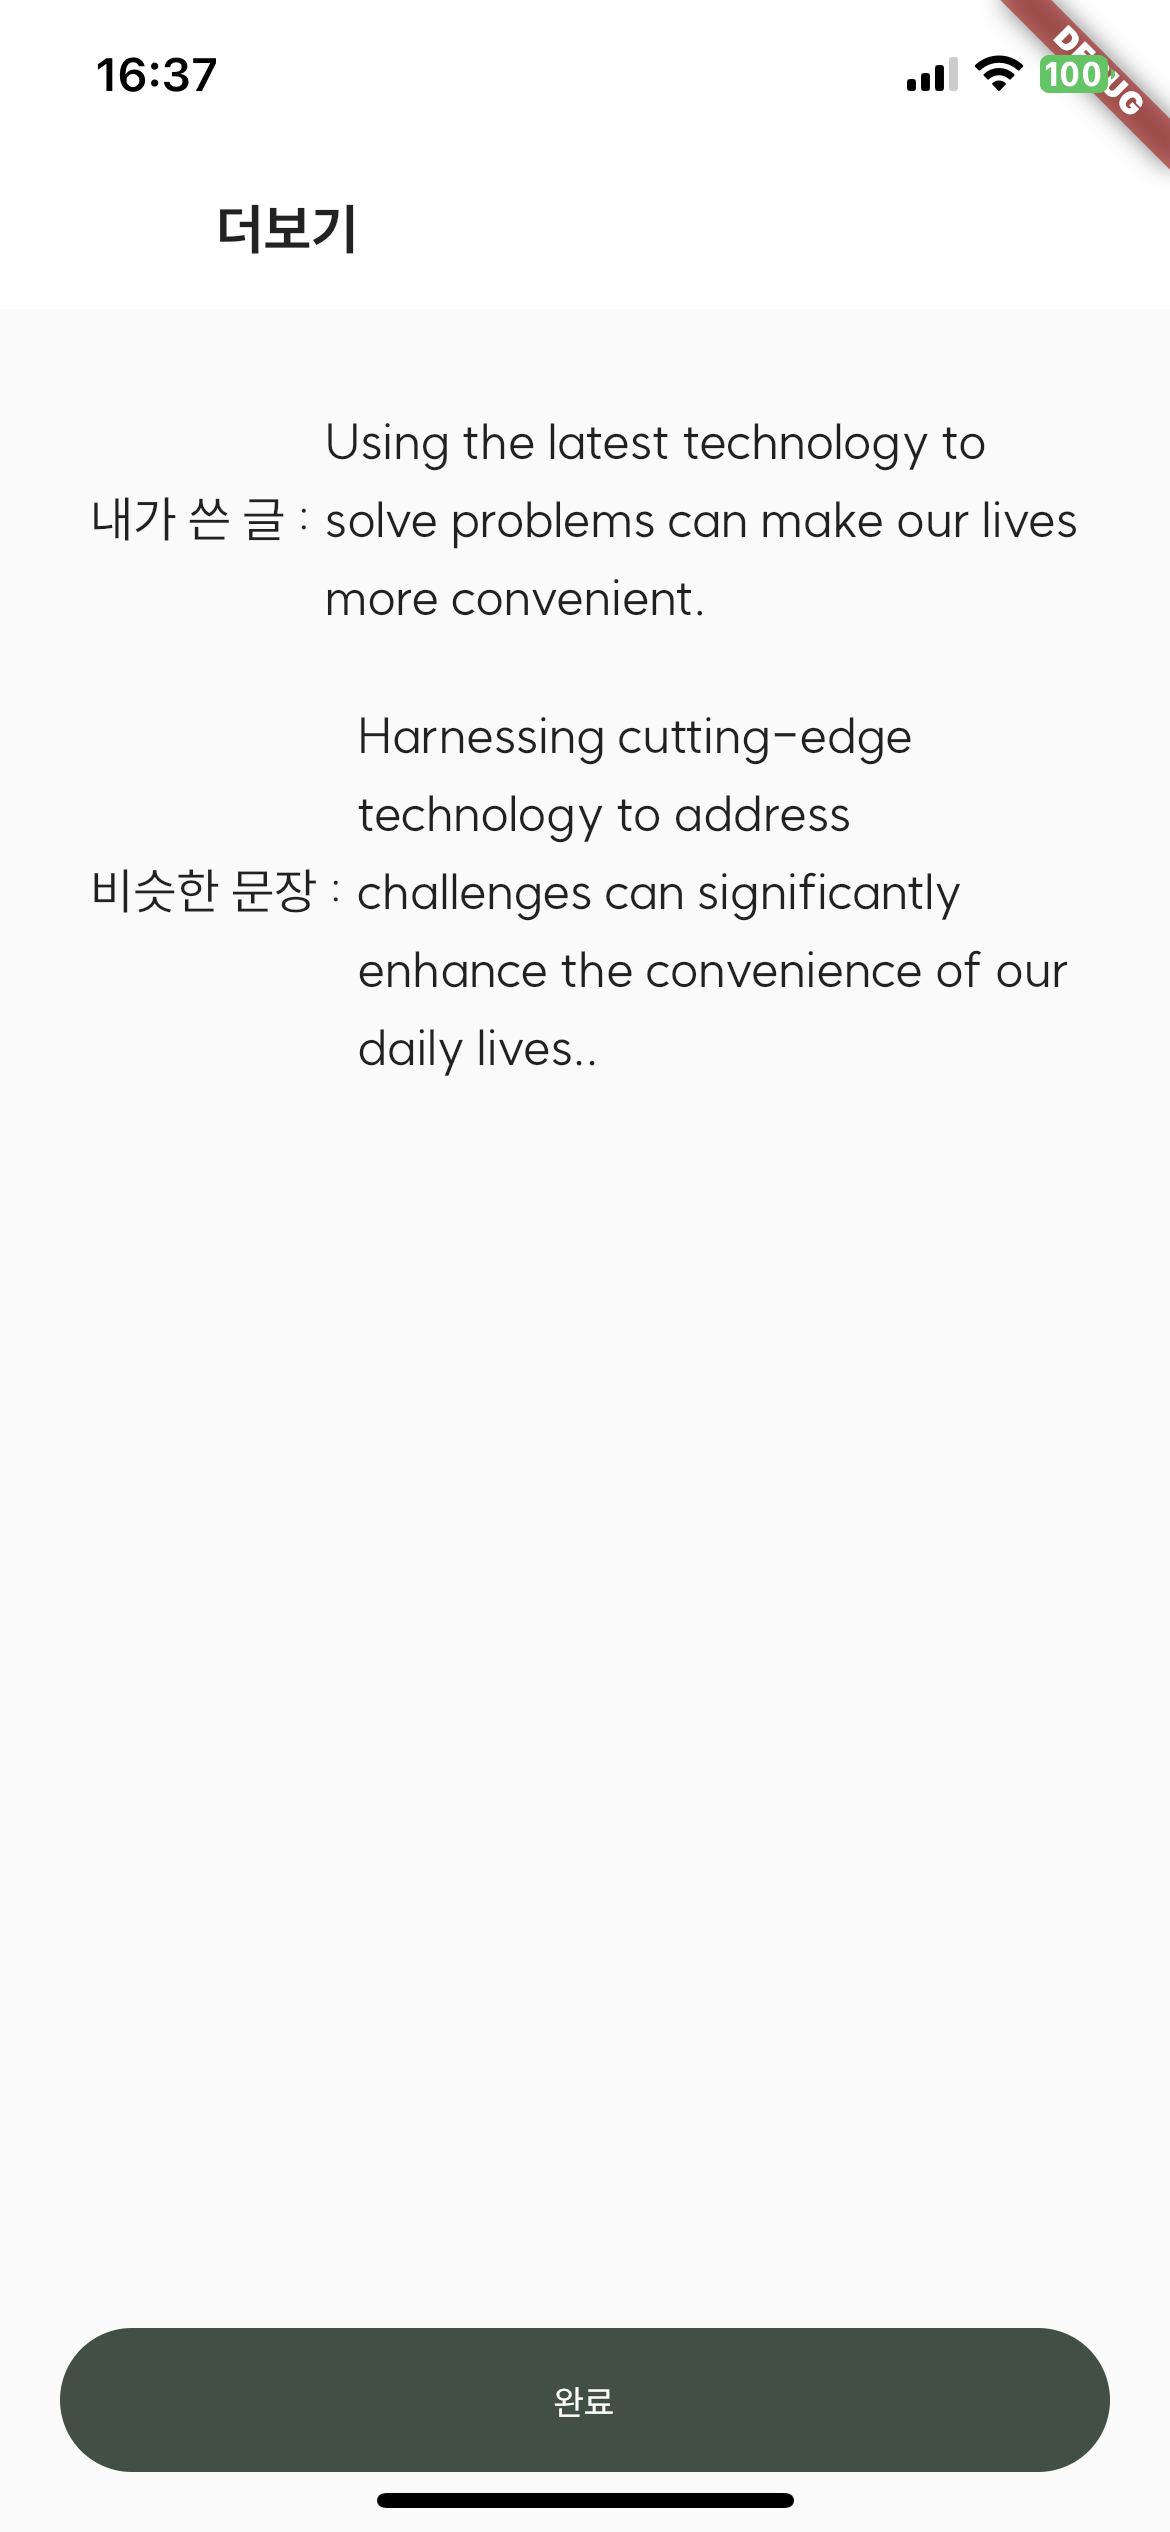 16:37
100
DEBUG
더보기
Using the latest technology to
내가 쓴 글 : solve problems can make our lives
more convenient.
Harnessing cutting-edge
technology to address
비슷한 문장 : challenges can significantly
enhance the convenience of our
daily lives..
완료